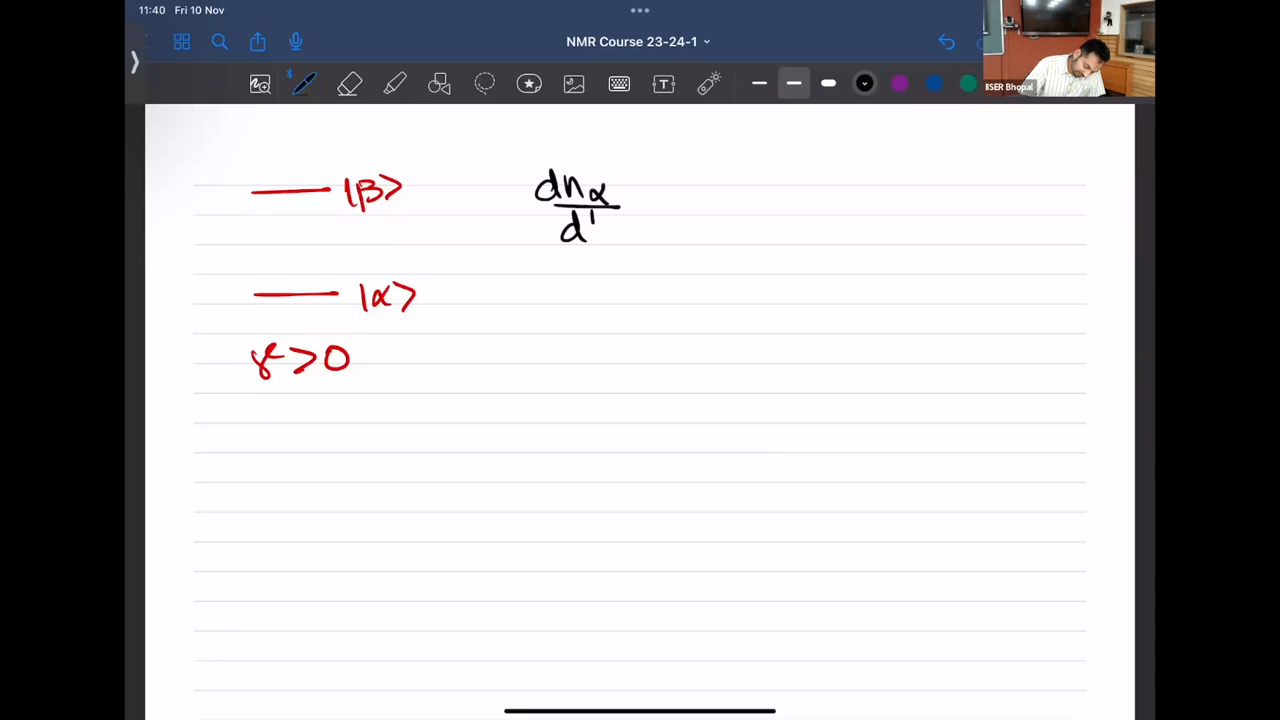 11:40 Fri 10 Nov
NMR Course 23-24-1
IISER Bhopal
|β>
dnα
d
|α>
γ > 0